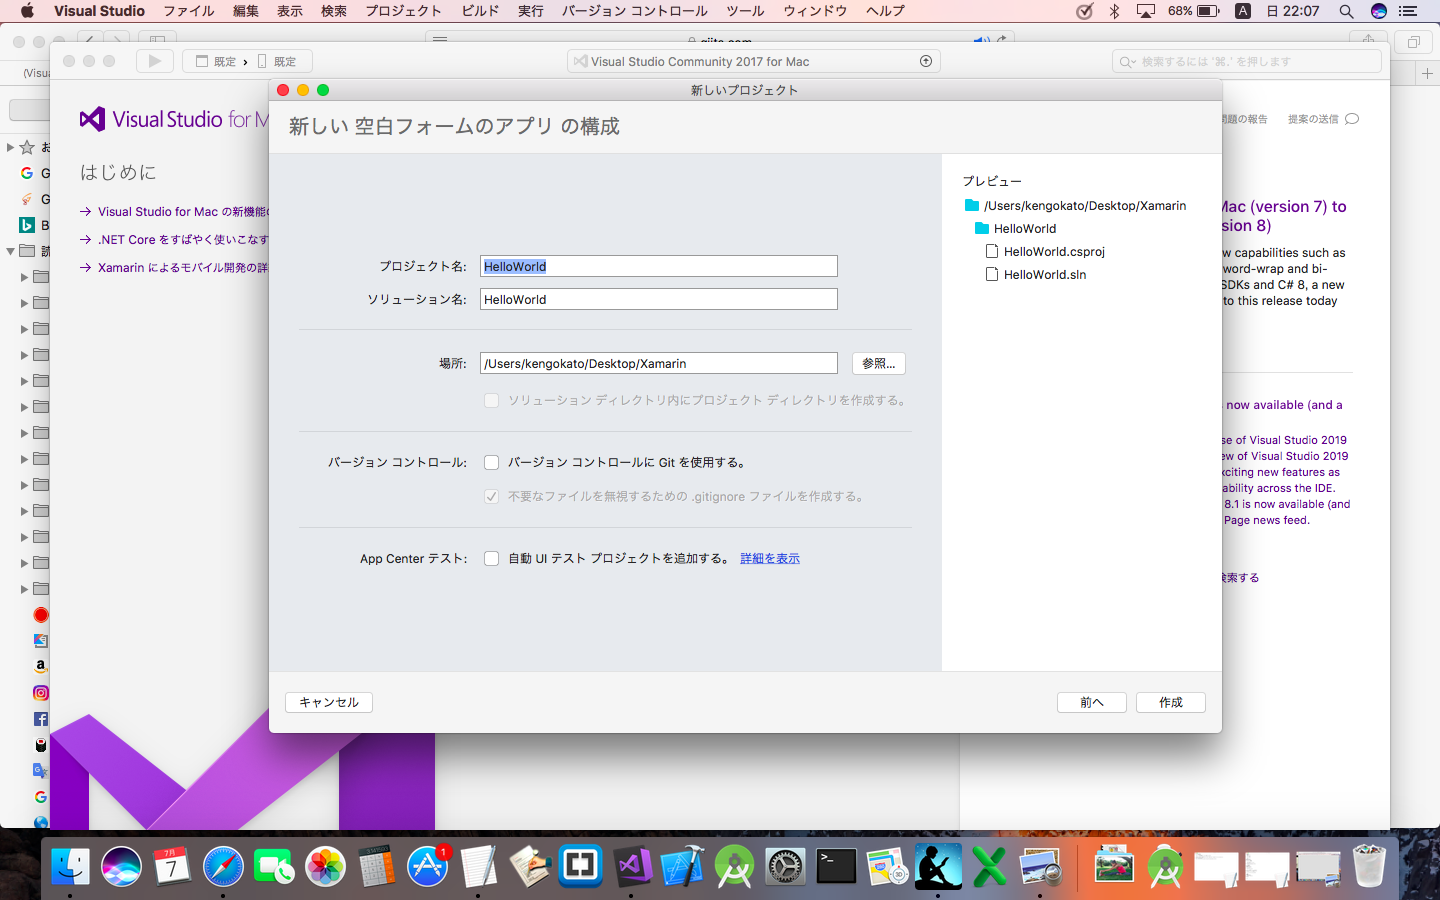 Visual Studio ファイル 編集 表示 検索 プロジェクト ビルド 実行 バージョン コントロール ツール ウィンドウ ヘルプ 68% A 日 22:07
既定 › 既定
Visual Studio Community 2017 for Mac
検索するには '⌘.' を押します
新しいプロジェクト
Visual Studio for M
新しい 空白フォームのアプリ の構成
問題の報告 提案の送信
はじめに
→ Visual Studio for Mac の新機能の
→ .NET Core をすばやく使いこなす
→ Xamarin によるモバイル開発の詳
プロジェクト名: HelloWorld
ソリューション名: HelloWorld
場所: /Users/kengokato/Desktop/Xamarin 参照...
ソリューション ディレクトリ内にプロジェクト ディレクトリを作成する。
バージョン コントロール: バージョン コントロールに Git を使用する。
不要なファイルを無視するための .gitignore ファイルを作成する。
App Center テスト: 自動 UI テスト プロジェクトを追加する。 詳細を表示
プレビュー
/Users/kengokato/Desktop/Xamarin
HelloWorld
HelloWorld.csproj
HelloWorld.sln
Mac (version 7) to
sion 8)
w capabilities such as
word-wrap and bi-
SDKs and C# 8, a new
to this release today
now available (and a
se of Visual Studio 2019
ew of Visual Studio 2019
xciting new features as
ability across the IDE.
8.1 is now available (and
Page news feed.
検索する
キャンセル 前へ 作成
7月
7
1